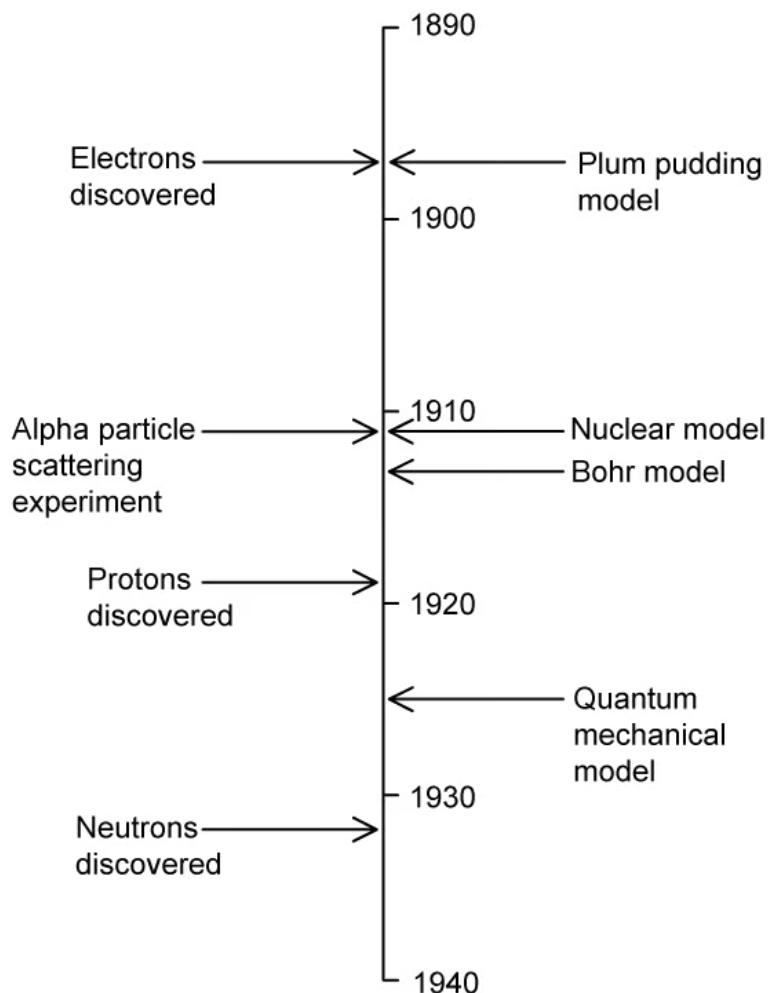 1890
Electrons
discovered
Plum pudding
model
1900
1910
Alpha particle
scattering
experiment
Nuclear model
Bohr model
Protons
discovered
1920
Quantum
mechanical
model
1930
Neutrons
discovered
1940